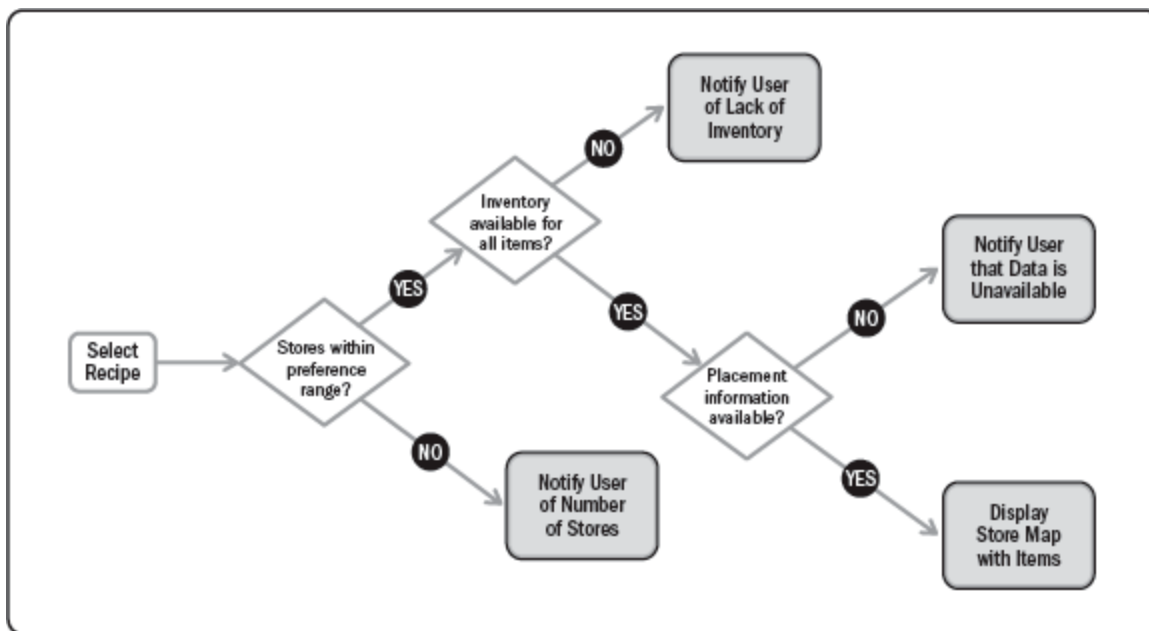 Select
Recipe
Stores within
preference
range?
YES
NO
Inventory
available for
all items?
NO
YES
Notify User
of Lack of
Inventory
Notify User
of Number
of Stores
Placement
information
available?
NO
YES
Notify User
that Data is
Unavailable
Display
Store Map
with Items